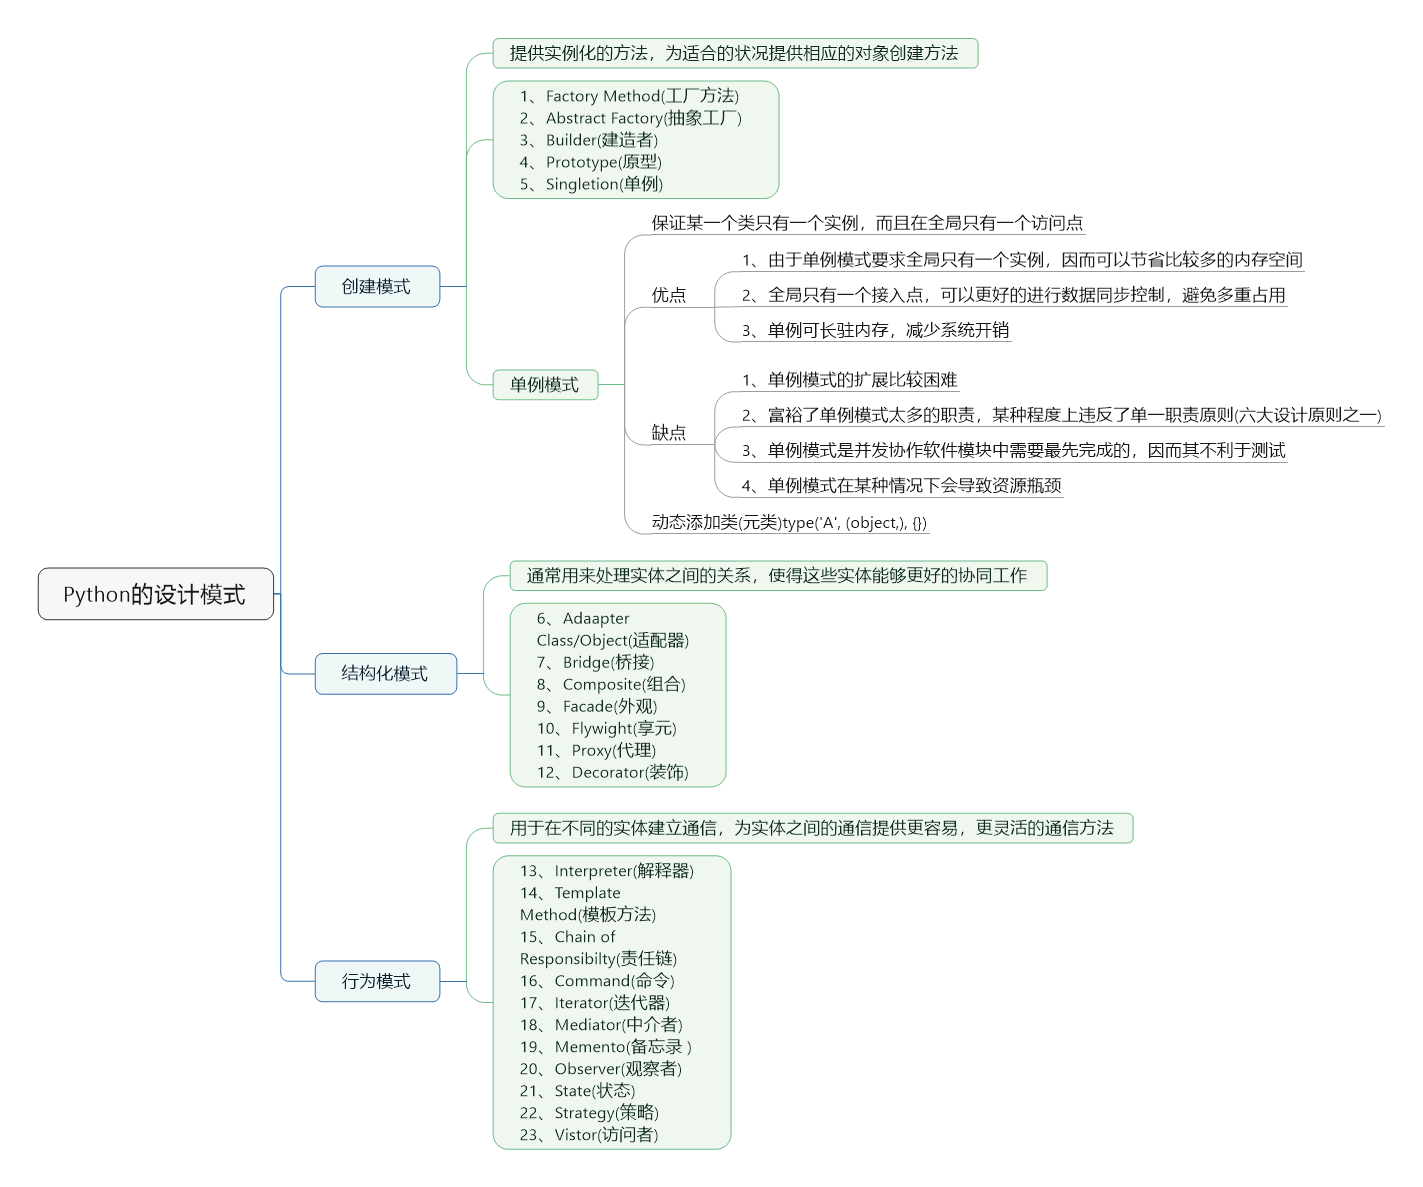 Python的设计模式
创建模式
提供实例化的方法，为适合的状况提供相应的对象创建方法
1、Factory Method(工厂方法)
2、Abstract Factory(抽象工厂)
3、Builder(建造者)
4、Prototype(原型)
5、Singletion(单例)
单例模式
保证某一个类只有一个实例，而且在全局只有一个访问点
优点
1、由于单例模式要求全局只有一个实例，因而可以节省比较多的内存空间
2、全局只有一个接入点，可以更好的进行数据同步控制，避免多重占用
3、单例可长驻内存，减少系统开销
缺点
1、单例模式的扩展比较困难
2、富裕了单例模式太多的职责，某种程度上违反了单一职责原则(六大设计原则之一)
3、单例模式是并发协作软件模块中需要最先完成的，因而其不利于测试
4、单例模式在某种情况下会导致资源瓶颈
动态添加类(元类)type('A', (object,), {})
结构化模式
通常用来处理实体之间的关系，使得这些实体能够更好的协同工作
6、Adaapter
Class/Object(适配器)
7、Bridge(桥接)
8、Composite(组合)
9、Facade(外观)
10、Flywight(享元)
11、Proxy(代理)
12、Decorator(装饰)
行为模式
用于在不同的实体建立通信，为实体之间的通信提供更容易，更灵活的通信方法
13、Interpreter(解释器)
14、Template
Method(模板方法)
15、Chain of
Responsibilty(责任链)
16、Command(命令)
17、Iterator(迭代器)
18、Mediator(中介者)
19、Memento(备忘录 )
20、Observer(观察者)
21、State(状态)
22、Strategy(策略)
23、Vistor(访问者)